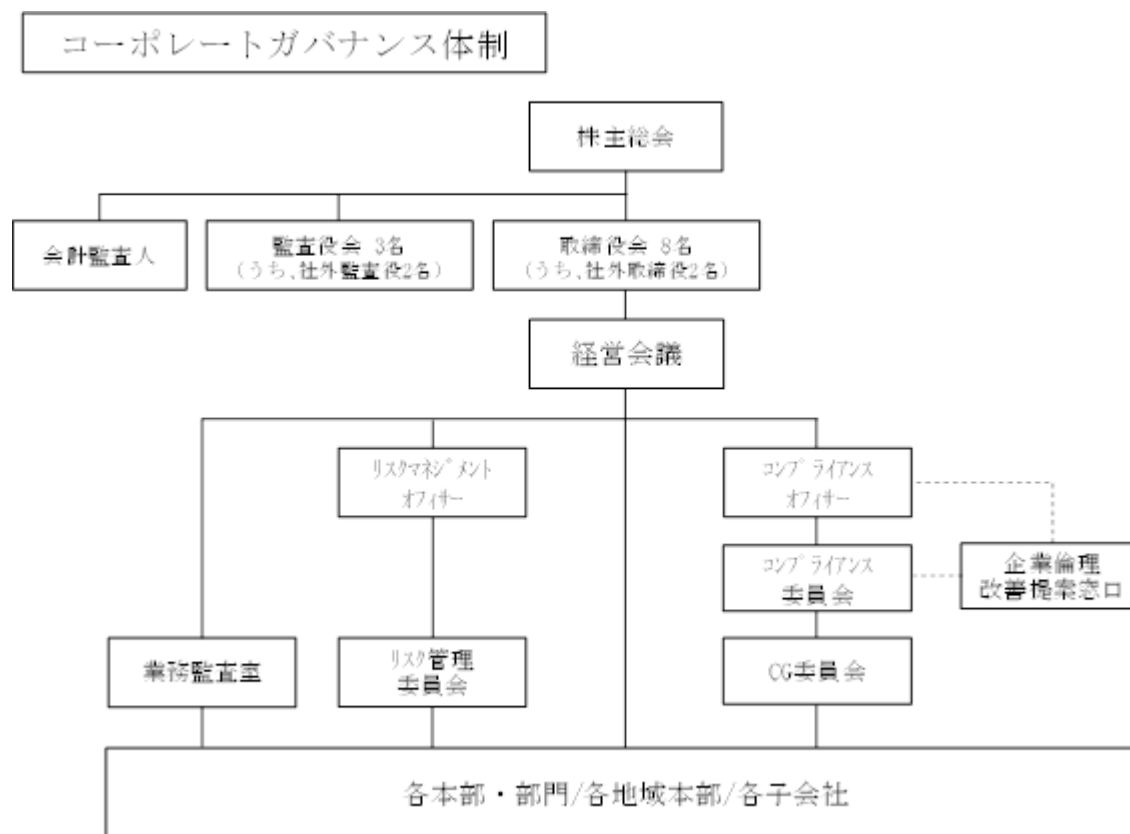 コーポレートガバナンス体制
株主総会
会計監査人
監査役会 3名
(うち、社外監査役2名)
取締役会 8名
(うち、社外取締役2名)
経営会議
ﾘｽｸﾏﾈｼﾞﾒﾝﾄ
ｵﾌｨｻｰ
ｺﾝﾌﾟﾗｲｱﾝｽ
ｵﾌｨｻｰ
ｺﾝﾌﾟﾗｲｱﾝｽ
委員会
企業倫理
改善提案窓口
業務監査室
ﾘｽｸ管理
委員会
CG委員会
各本部・部門/各地域本部/各子会社